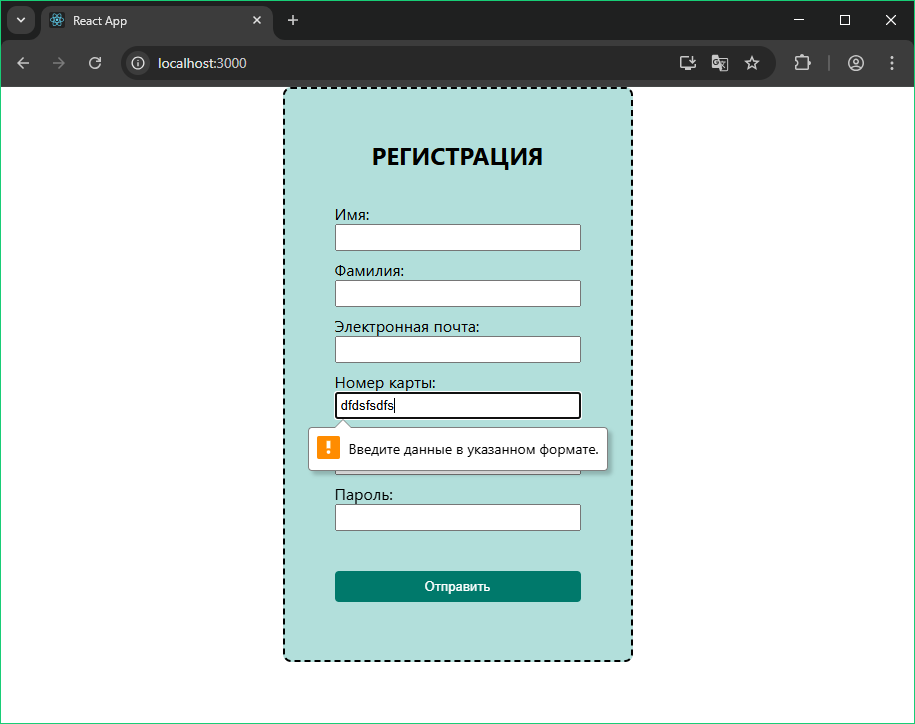 React App
localhost:3000
РЕГИСТРАЦИЯ
Имя:
Фамилия:
Электронная почта:
Номер карты:
dfdsfsdfs
Введите данные в указанном формате.
Пароль:
Отправить